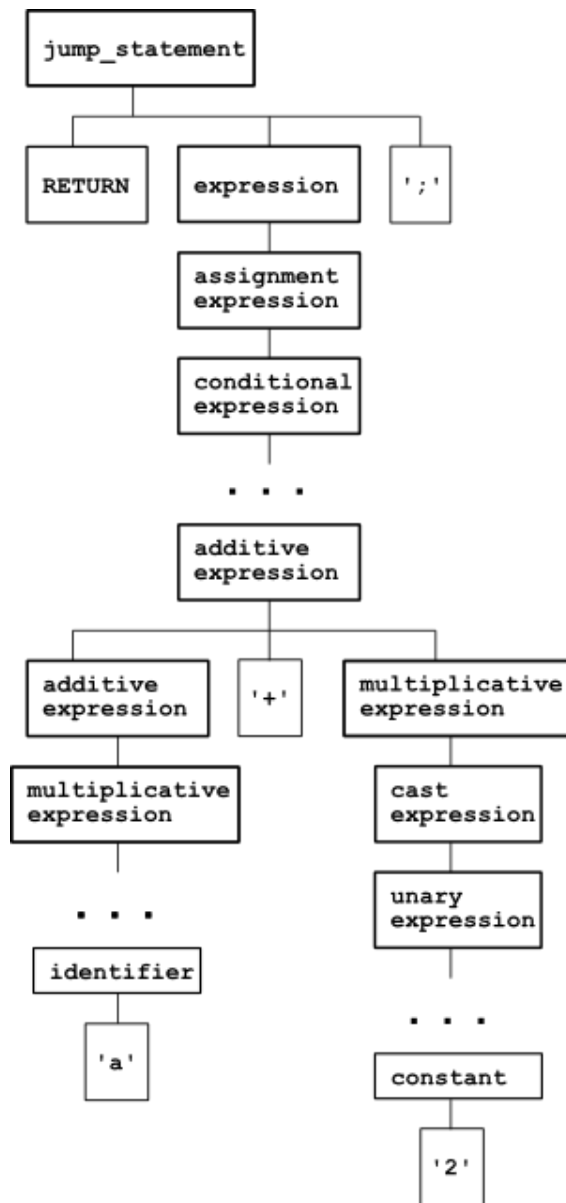 jump_statement
RETURN
expression
';'
assignment
expression
conditional
expression
. . .
additive
expression
additive
expression
'+'
multiplicative
expression
multiplicative
expression
cast
expression
unary
expression
. . .
identifier
. . .
'a'
constant
'2'